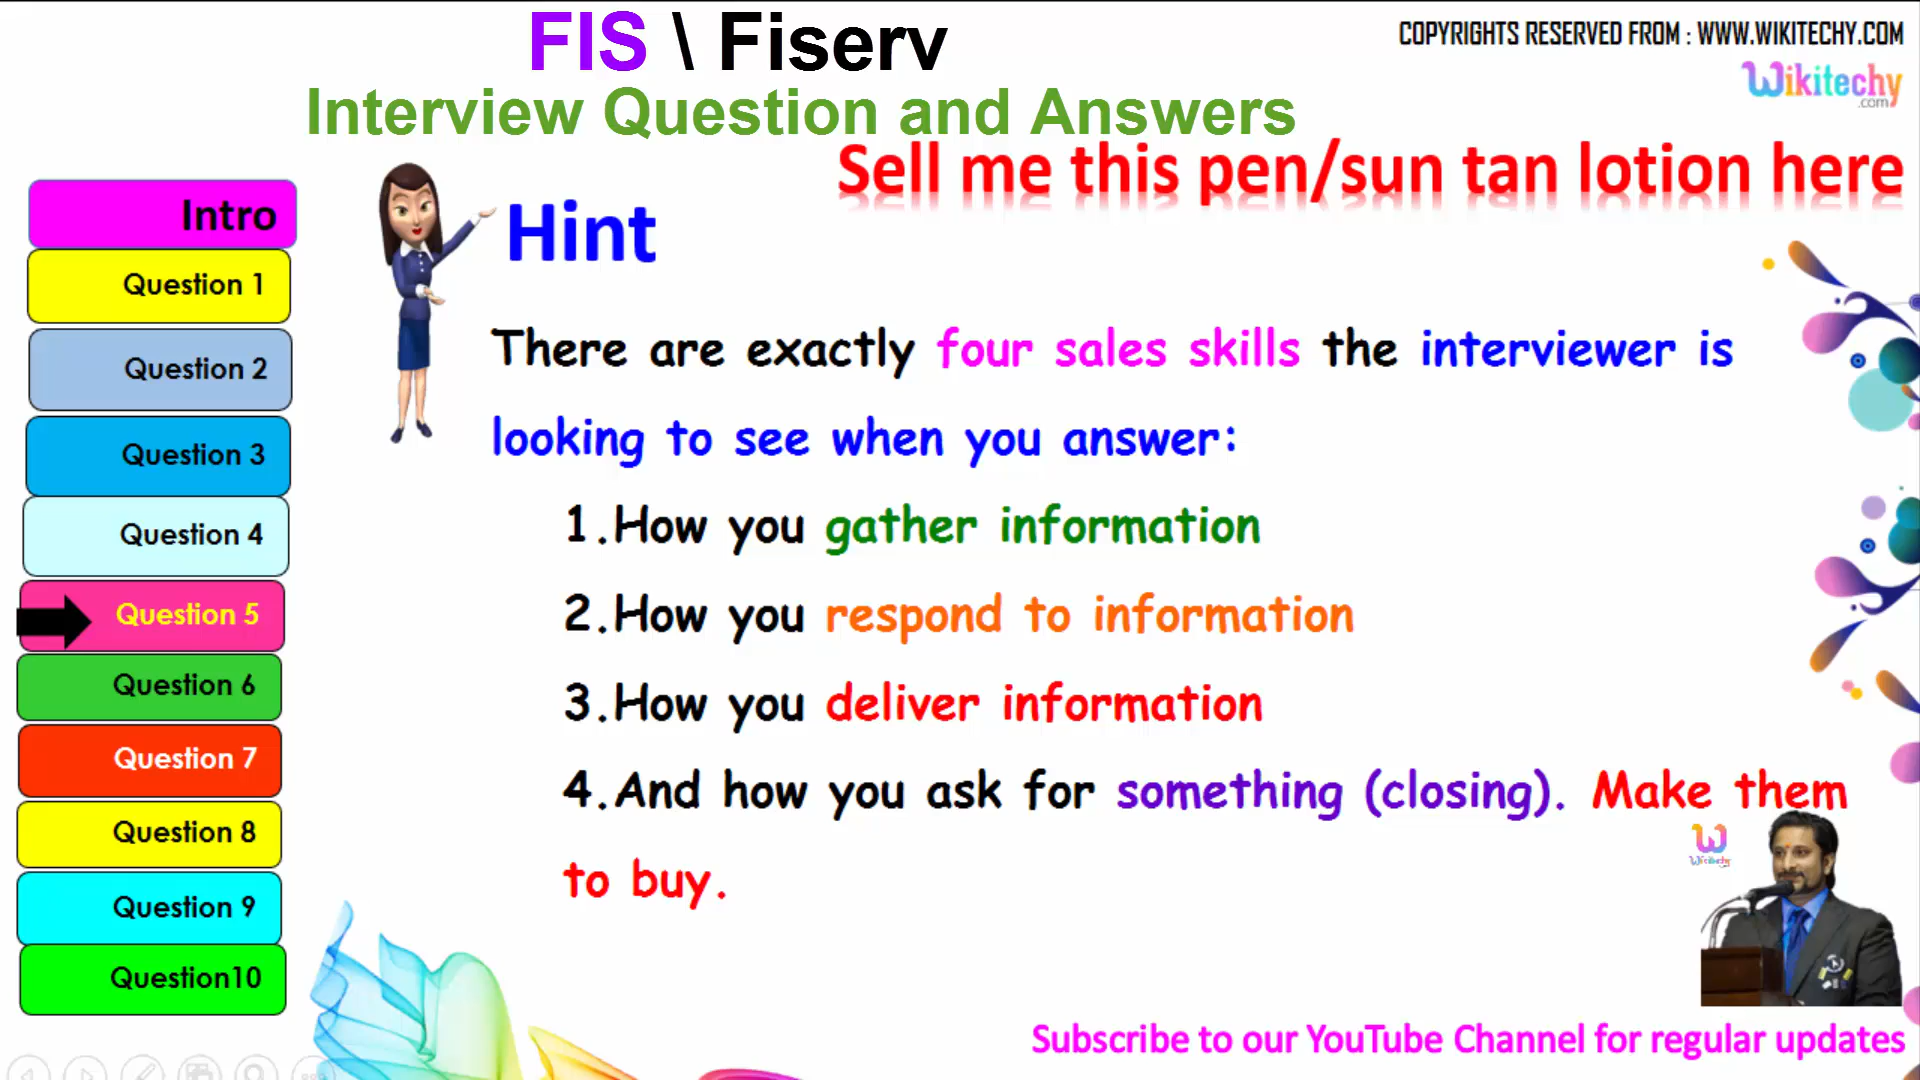 FIS \ Fiserv
COPYRIGHTS RESERVED FROM : WWW.WIKITECHY.COM
Wikitechy
.com
Interview Question and Answers
Sell me this pen/sun tan lotion here
Intro
Question 1
Question 2
Question 3
Question 4
Question 5
Question 6
Question 7
Question 8
Question 9
Question10
Hint
There are exactly four sales skills the interviewer is
looking to see when you answer:
1.How you gather information
2.How you respond to information
3.How you deliver information
4.And how you ask for something (closing). Make them
to buy.
W
Wikitechy
Subscribe to our YouTube Channel for regular updates